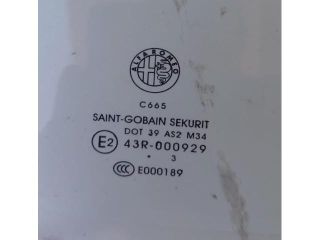 ALFA ROMEO
C665
SAINT-GOBAIN SEKURIT
DOT 39 AS2 M34
E2 43R-000929
3
CCC E000189